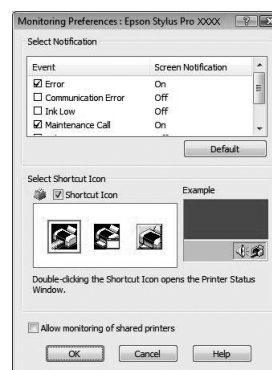 Monitoring Preferences : Epson Stylus Pro XXXX
Select Notification
Event Screen Notification
Error On
Communication Error Off
Ink Low Off
Maintenance Call On
Default
Select Shortcut Icon
Shortcut Icon
Example
Double-clicking the Shortcut Icon opens the Printer Status
Window.
Allow monitoring of shared printers
OK Cancel Help